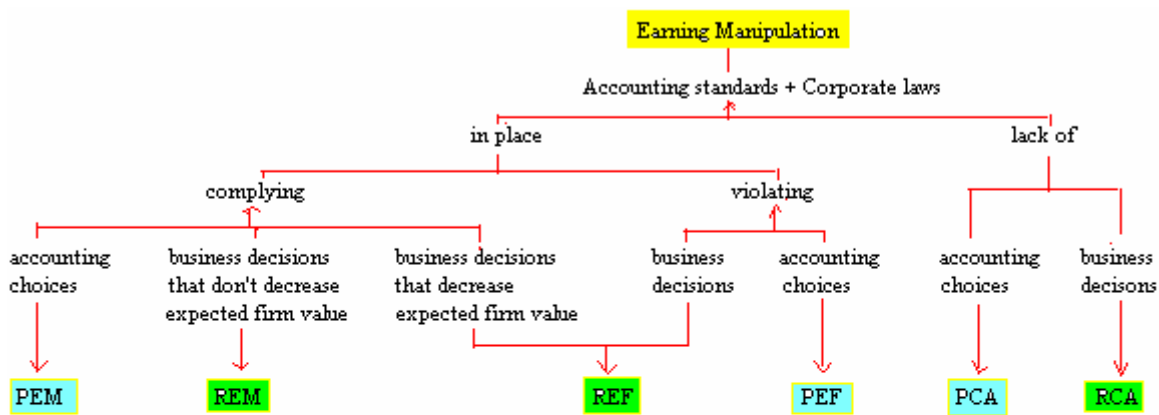 Earning Manipulation
Accounting standards + Corporate laws
in place
lack of
complying
violating
accounting
choices
business decisions
that don't decrease
expected firm value
business decisions
that decrease
expected firm value
business
decisions
accounting
choices
accounting
choices
business
decisons
PEM
REM
REF
PEF
PCA
RCA